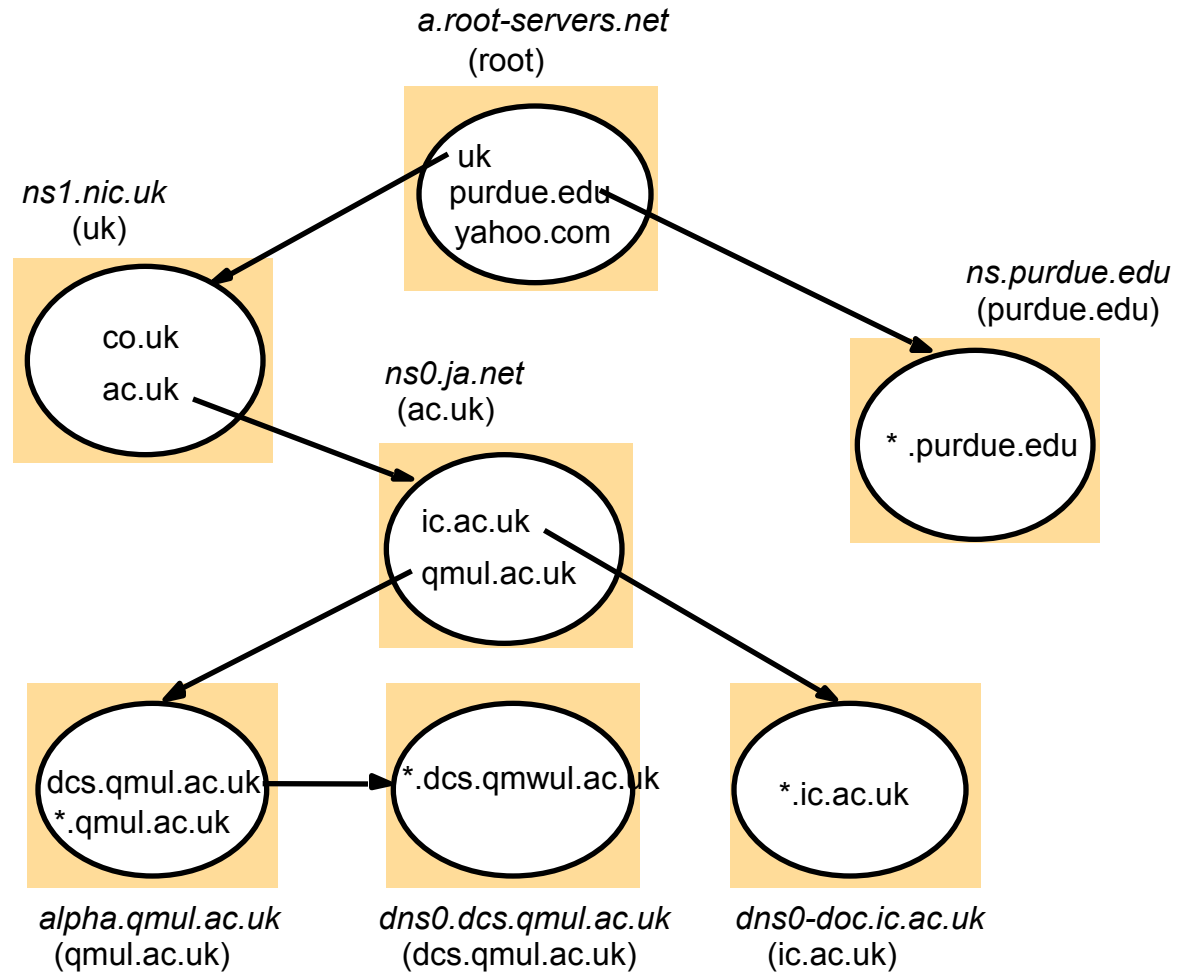 a.root-servers.net
(root)
uk
purdue.edu
yahoo.com
ns1.nic.uk
(uk)
co.uk
ac.uk
ns.purdue.edu
(purdue.edu)
* .purdue.edu
ns0.ja.net
(ac.uk)
ic.ac.uk
qmul.ac.uk
dcs.qmul.ac.uk
*.qmul.ac.uk
*.dcs.qmwul.ac.uk
*.ic.ac.uk
alpha.qmul.ac.uk
(qmul.ac.uk)
dns0.dcs.qmul.ac.uk
(dcs.qmul.ac.uk)
dns0-doc.ic.ac.uk
(ic.ac.uk)